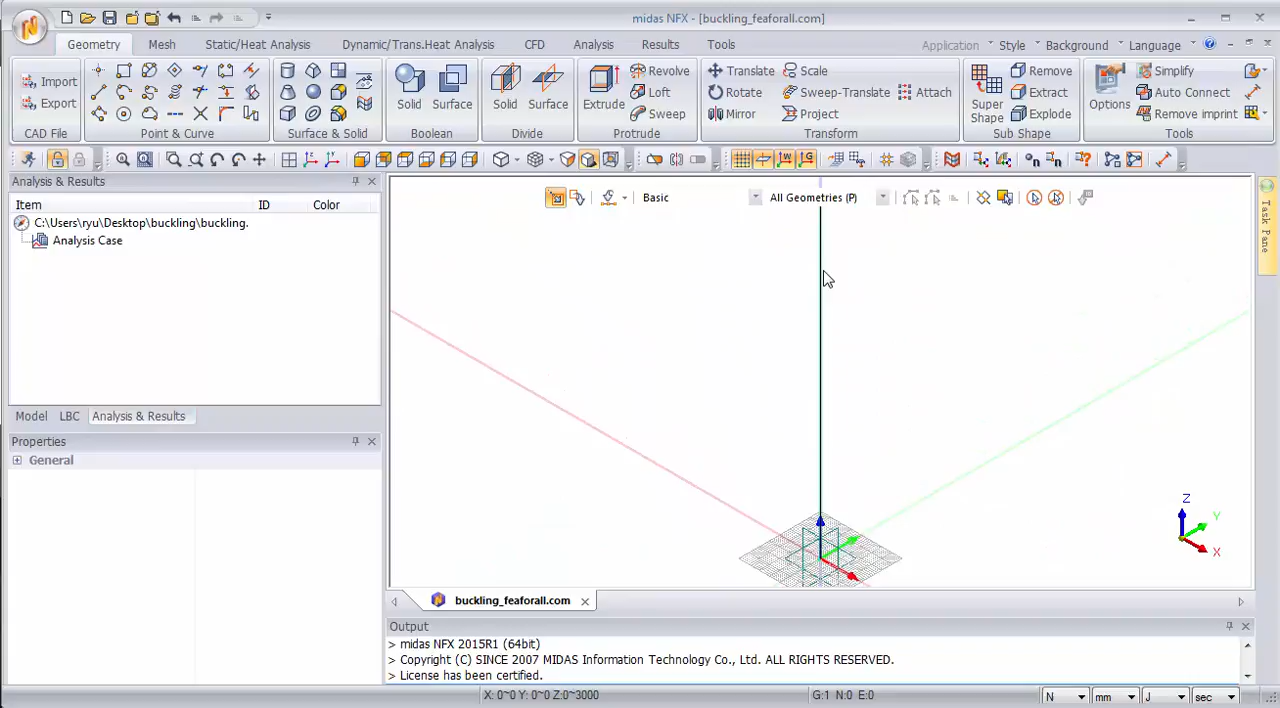 midas NFX - [buckling_feaforall.com]
Geometry Mesh Static/Heat Analysis Dynamic/Trans.Heat Analysis CFD Analysis Results Tools Application Style Background Language
Import
Export
CAD File
Point & Curve
Surface & Solid
Solid Surface
Boolean
Solid Surface
Divide
Extrude
Revolve
Loft
Sweep
Protrude
Translate Scale
Rotate Sweep-Translate Attach
Mirror Project
Transform
Super Shape
Remove
Extract
Explode
Sub Shape
Options
Simplify
Auto Connect
Remove imprint
Tools
Analysis & Results
Item ID Color
C:\Users\ryu\Desktop\buckling\buckling.
Analysis Case
Model LBC Analysis & Results
Properties
General
Basic All Geometries (P)
Z
Y
X
buckling_feaforall.com
Output
> midas NFX 2015R1 (64bit)
> Copyright (C) SINCE 2007 MIDAS Information Technology Co., Ltd. ALL RIGHTS RESERVED.
> License has been certified.
X: 0~0 Y: 0~0 Z:0~3000 G:1 N:0 E:0 N mm J sec
Task Pane